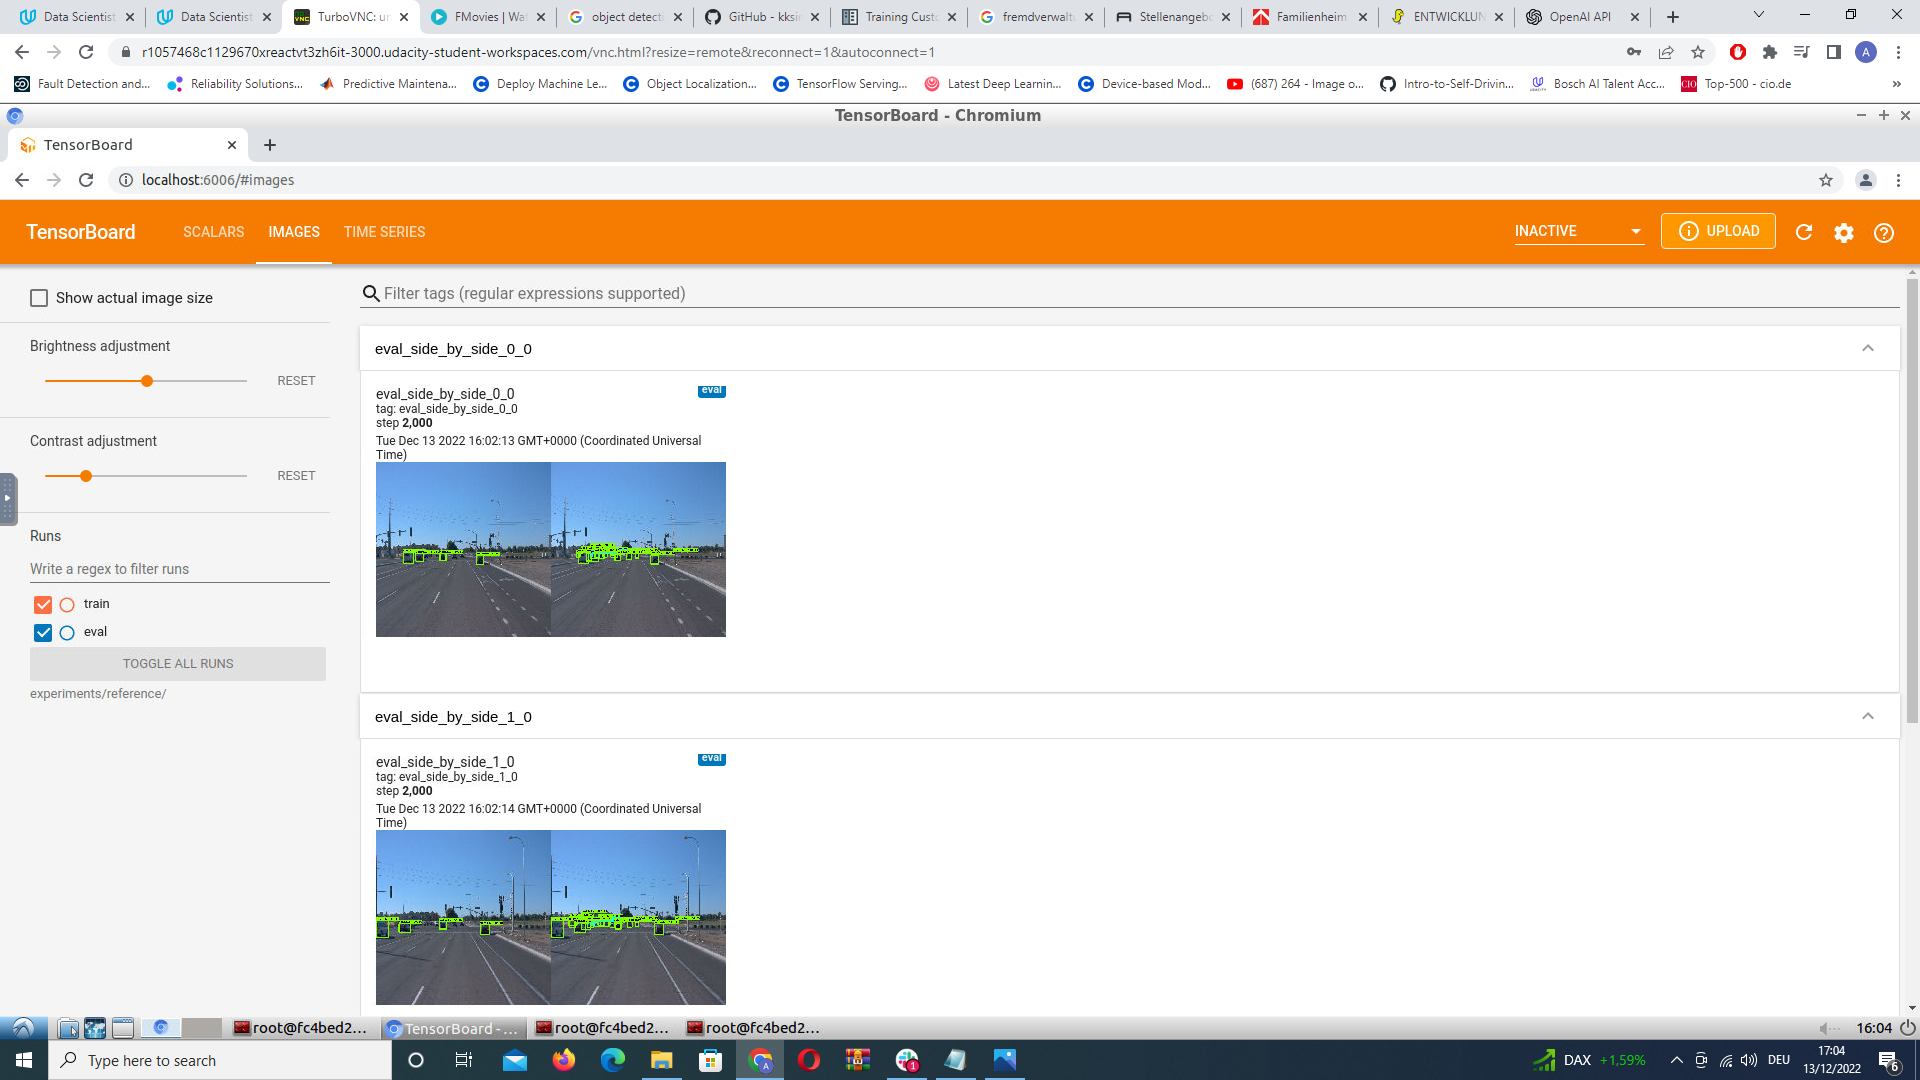 Data Scientist
Data Scientist
TurboVNC: ur
FMovies | Wat
object detecti
GitHub - kksin
Training Custo
fremdverwaltu
Stellenangebo
Familienheim
ENTWICKLUN
OpenAI API
r1057468c1129670xreactvt3zh6it-3000.udacity-student-workspaces.com/vnc.html?resize=remote&reconnect=1&autoconnect=1
A
Fault Detection and...
Reliability Solutions...
Predictive Maintena...
Deploy Machine Le...
Object Localization...
TensorFlow Serving...
Latest Deep Learnin...
Device-based Mod...
(687) 264 - Image o...
Intro-to-Self-Drivin...
Bosch AI Talent Acc...
CIO
Top-500 - cio.de
»
TensorBoard - Chromium
TensorBoard
localhost:6006/#images
TensorBoard
SCALARS
IMAGES
TIME SERIES
INACTIVE
UPLOAD
Show actual image size
Filter tags (regular expressions supported)
Brightness adjustment
RESET
Contrast adjustment
RESET
Runs
Write a regex to filter runs
train
eval
TOGGLE ALL RUNS
experiments/reference/
eval_side_by_side_0_0
eval_side_by_side_0_0
eval
tag: eval_side_by_side_0_0
step 2,000
Tue Dec 13 2022 16:02:13 GMT+0000 (Coordinated Universal
Time)
eval_side_by_side_1_0
eval_side_by_side_1_0
eval
tag: eval_side_by_side_1_0
step 2,000
Tue Dec 13 2022 16:02:14 GMT+0000 (Coordinated Universal
Time)
root@fc4bed2...
TensorBoard - ...
root@fc4bed2...
root@fc4bed2...
16:04
Type here to search
A
1
DAX +1,59%
DEU
17:04
13/12/2022
6